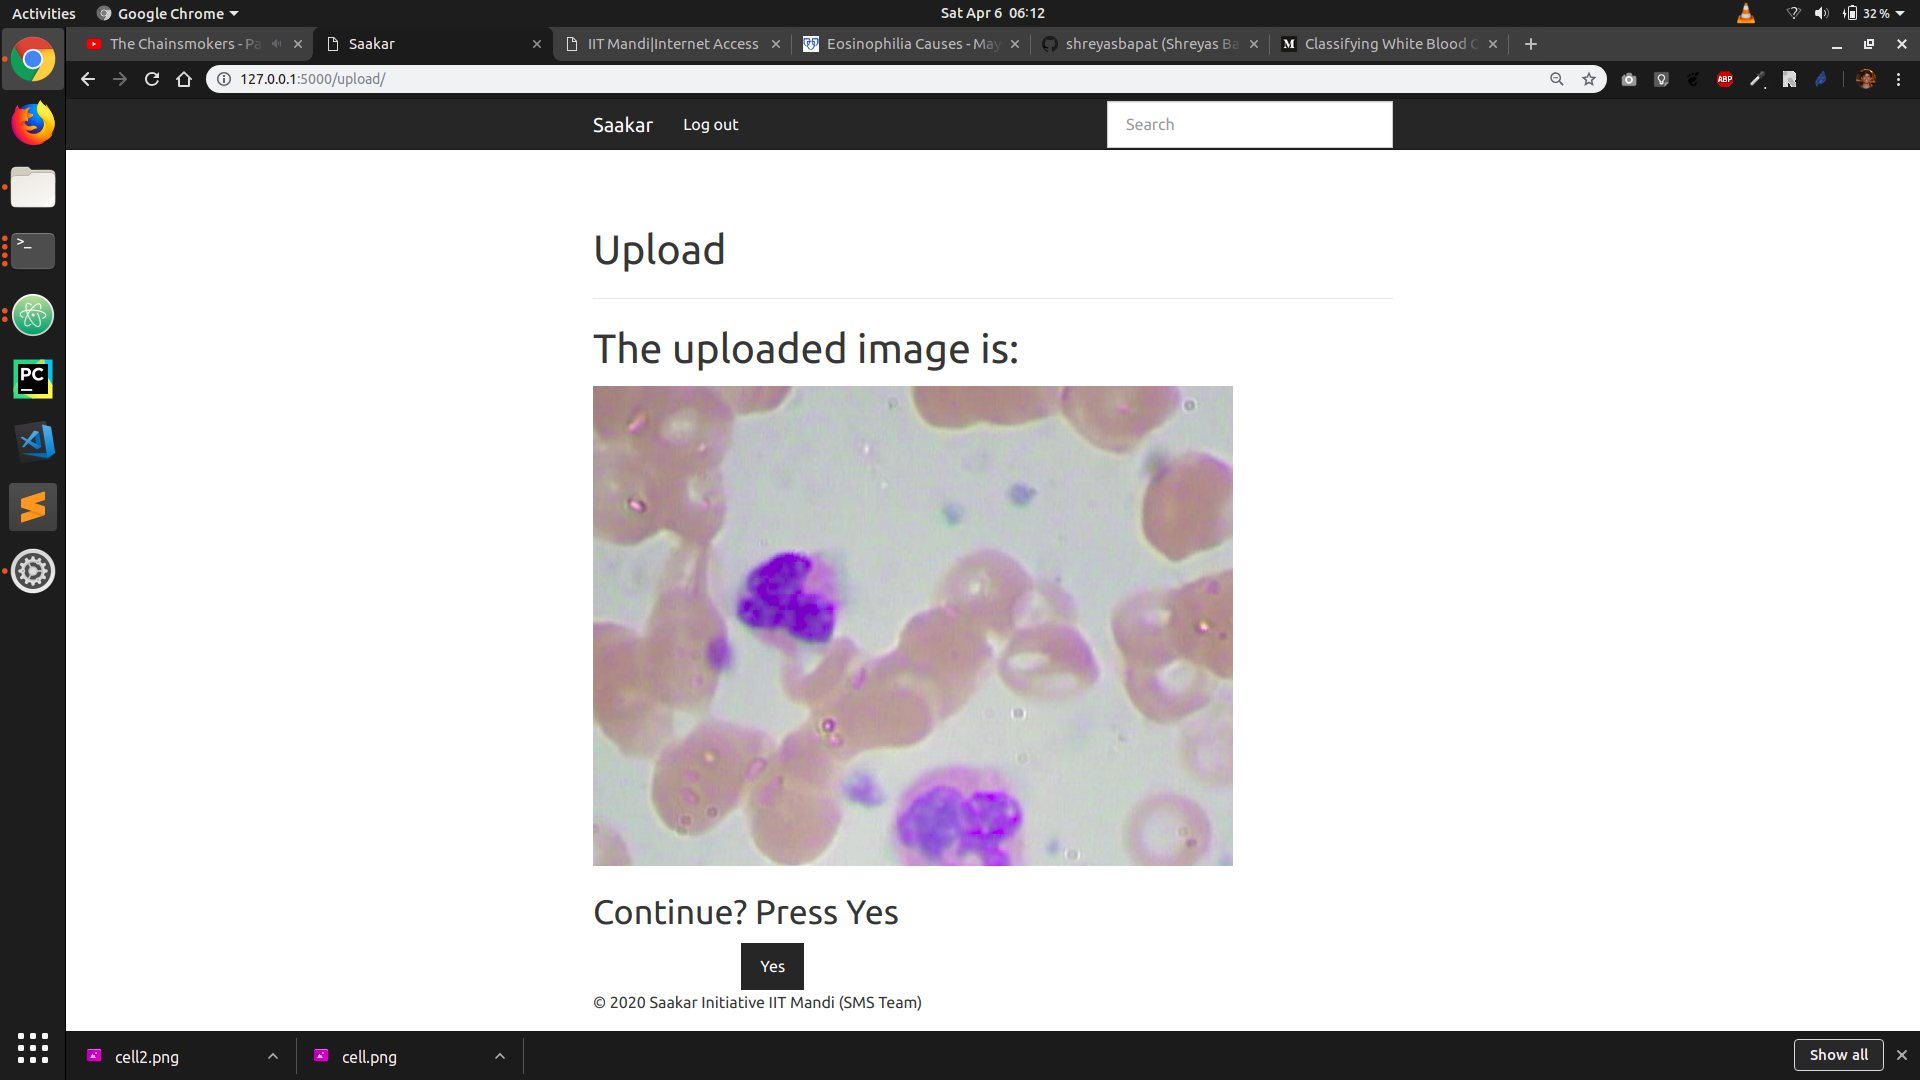 Activities
Google Chrome
Sat Apr 6 06:12
32 %
The Chainsmokers - Pa
Saakar
IIT Mandi|Internet Access
Eosinophilia Causes - May
shreyasbapat (Shreyas Ba
M
Classifying White Blood C
127.0.0.1:5000/upload/
ABP
Saakar
Log out
Search
Upload
The uploaded image is:
PC
Continue? Press Yes
Yes
© 2020 Saakar Initiative IIT Mandi (SMS Team)
cell2.png
cell.png
Show all